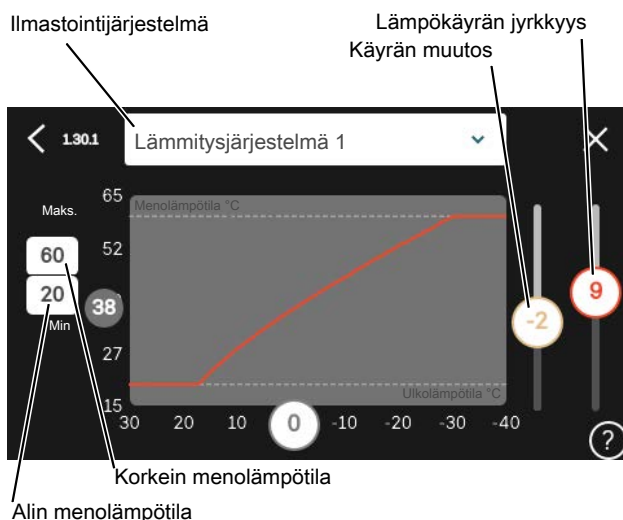 Ilmastointijärjestelmä
Lämpökäyrän jyrkkyys
Käyrän muutos
1.30.1
Lämmitysjärjestelmä 1
65
Menolämpötila °C
Maks.
60
52
20
38
9
-2
Min
27
Ulkolämpötila °C
15
30 20 10 0 -10 -20 -30 -40
?
Korkein menolämpötila
Alin menolämpötila